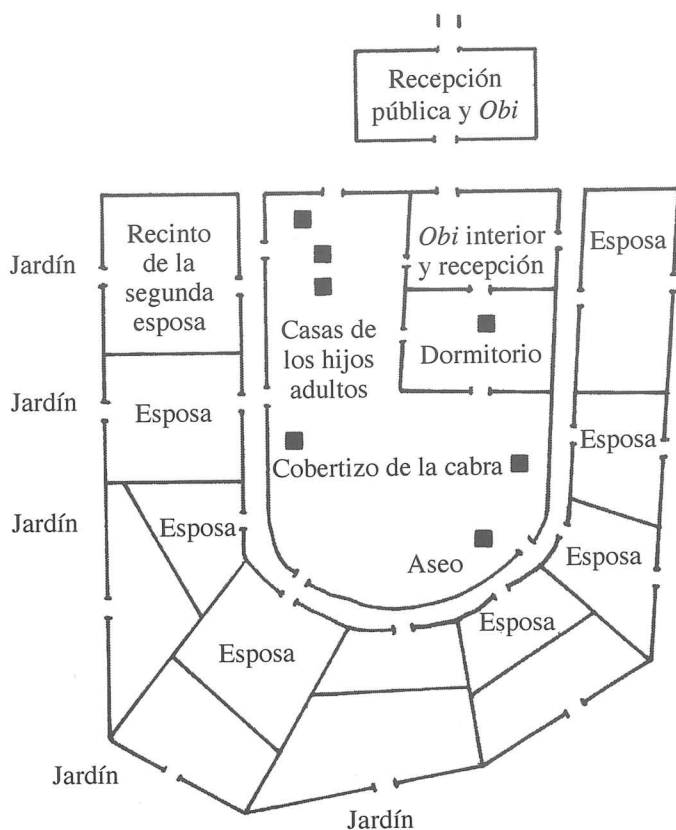 Recepción
pública y Obi
Jardín
Recinto
de la
segunda
esposa
Obi interior
y recepción
Esposa
Casas de
los hijos
adultos
Dormitorio
Jardín
Esposa
Esposa
Cobertizo de la cabra
Jardín
Esposa
Aseo
Esposa
Esposa
Esposa
Jardín
Jardín